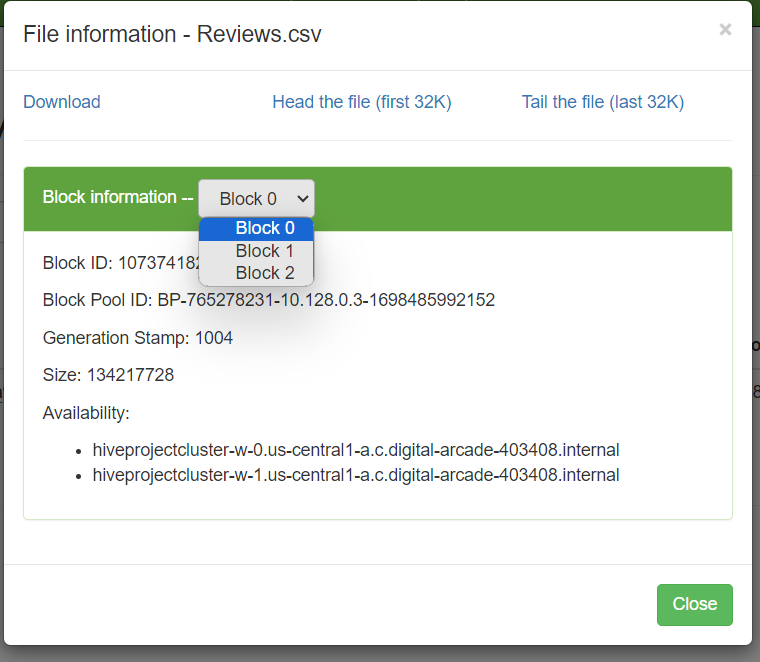 File information - Reviews.csv
×
Download Head the file (first 32K) Tail the file (last 32K)
Block information -- Block 0
Block 0
Block 1
Block 2
Block ID:
Block Pool ID: BP-765278231-10.128.0.3-1698485992152
Generation Stamp: 1004
Size: 134217728
Availability:
hiveprojectcluster-w-0.us-central1-a.c.digital-arcade-403408.internal
hiveprojectcluster-w-1.us-central1-a.c.digital-arcade-403408.internal
Close